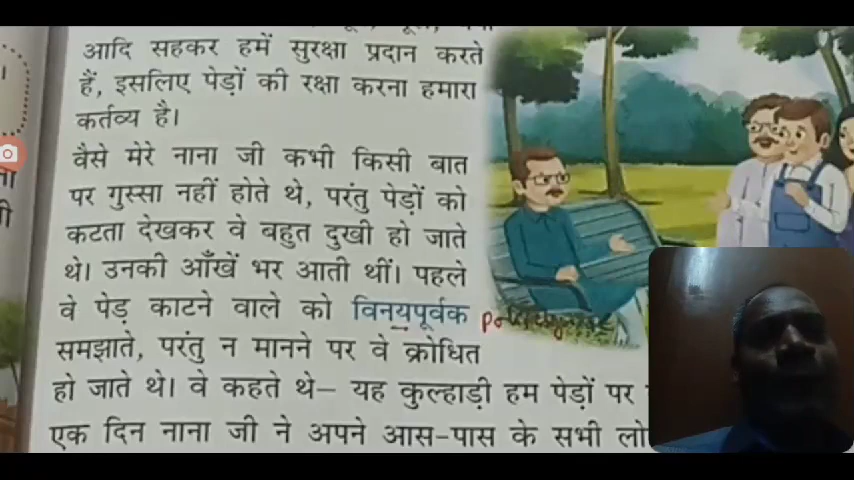 आदि सहकर हमें सुरक्षा प्रदान करते
हैं, इसलिए पेड़ों की रक्षा करना हमारा
कर्तव्य है।
वैसे मेरे नाना जी कभी किसी बात
पर गुस्सा नहीं होते थे, परंतु पेड़ों को
कटता देखकर वे बहुत दुखी हो जाते
थे। उनकी आँखें भर आती थीं। पहले
वे पेड़ काटने वाले को विनयपूर्वक
समझाते, परंतु न मानने पर वे क्रोधित
हो जाते थे। वे कहते थे– यह कुल्हाड़ी हम पेड़ों पर
एक दिन नाना जी ने अपने आस-पास के सभी